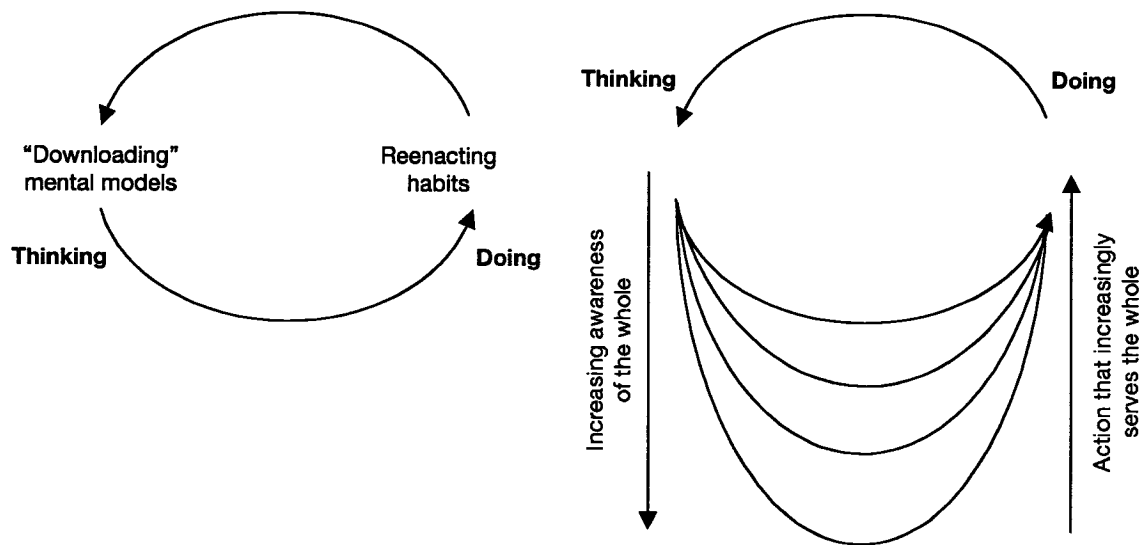 “Downloading”
mental models
Reenacting
habits
Thinking
Doing
Thinking
Doing
Increasing awareness
of the whole
Action that increasingly
serves the whole